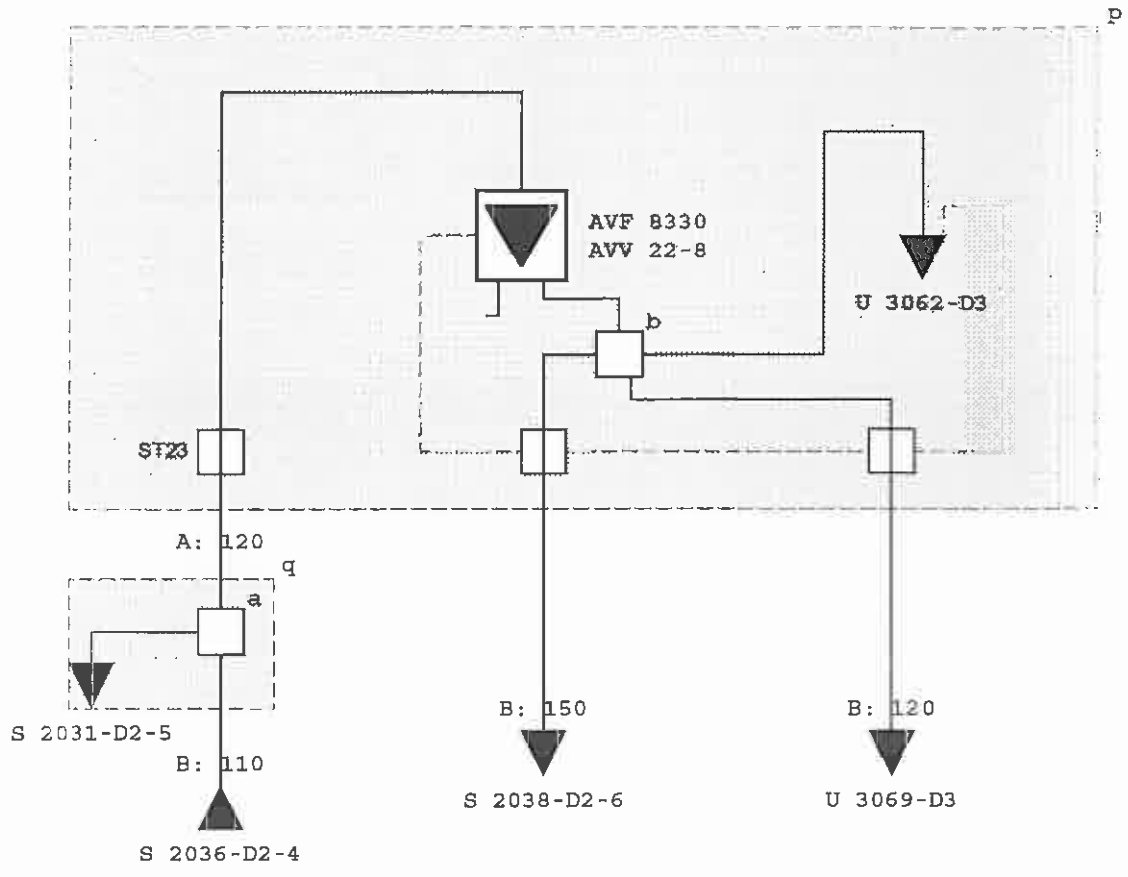 p
AVF 8330
AVV 22-8
U 3062-D3
b
ST23
A: 120
q
a
S 2031-D2-5
B: 150
B: 120
B: 110
S 2038-D2-6
U 3069-D3
S 2036-D2-4